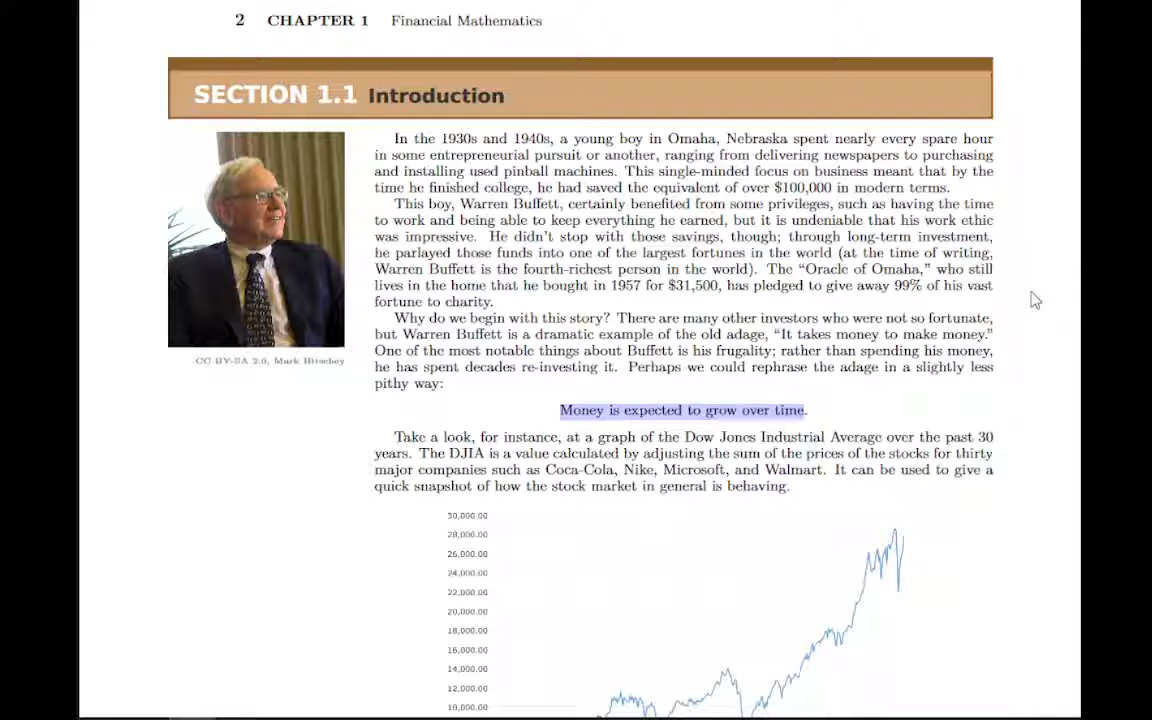 2 CHAPTER 1 Financial Mathematics
SECTION 1.1 Introduction
In the 1930s and 1940s, a young boy in Omaha, Nebraska spent nearly every spare hour
in some entrepreneurial pursuit or another, ranging from delivering newspapers to purchasing
and installing used pinball machines. This single-minded focus on business meant that by the
time he finished college, he had saved the equivalent of over $100,000 in modern terms.
This boy, Warren Buffett, certainly benefited from some privileges, such as having the time
to work and being able to keep everything he earned, but it is undeniable that his work ethic
was impressive. He didn't stop with those savings, though; through long-term investment,
he parlayed those funds into one of the largest fortunes in the world (at the time of writing,
Warren Buffett is the fourth-richest person in the world). The “Oracle of Omaha,” who still
lives in the home that he bought in 1957 for $31,500, has pledged to give away 99% of his vast
fortune to charity.
CC BY-SA 2.0, Mark Hirschey
Why do we begin with this story? There are many other investors who were not so fortunate,
but Warren Buffett is a dramatic example of the old adage, “It takes money to make money.”
One of the most notable things about Buffett is his frugality; rather than spending his money,
he has spent decades re-investing it. Perhaps we could rephrase the adage in a slightly less
pithy way:
Money is expected to grow over time.
Take a look, for instance, at a graph of the Dow Jones Industrial Average over the past 30
years. The DJIA is a value calculated by adjusting the sum of the prices of the stocks for thirty
major companies such as Coca-Cola, Nike, Microsoft, and Walmart. It can be used to give a
quick snapshot of how the stock market in general is behaving.
30,000.00
28,000.00
26,000.00
24,000.00
22,000.00
20,000.00
18,000.00
16,000.00
14,000.00
12,000.00
10,000.00